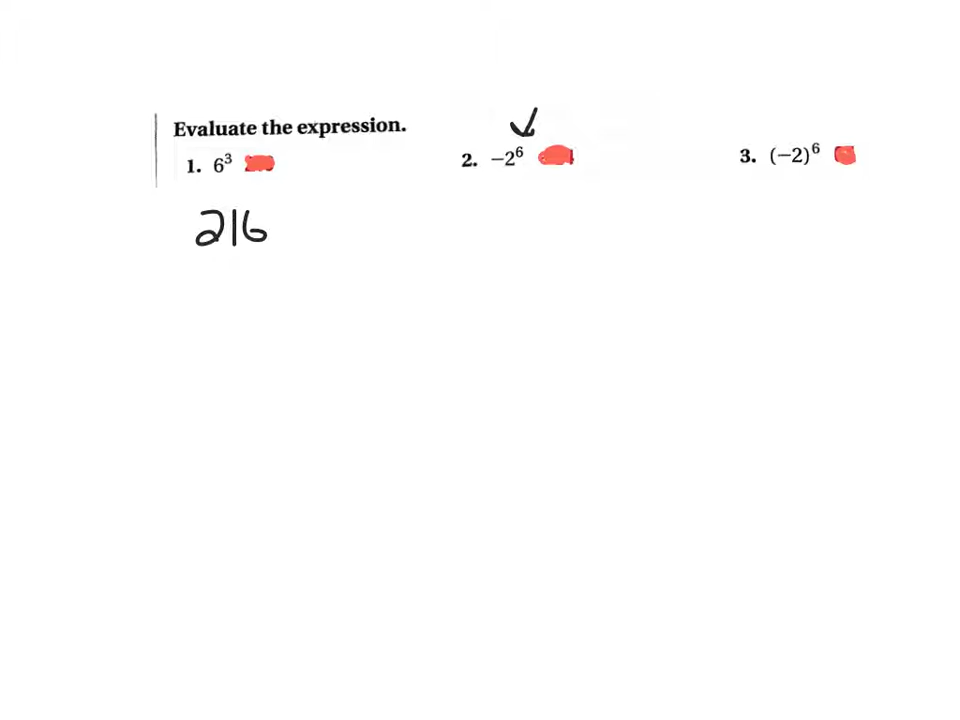 Evaluate the expression.
1. 6³ 2. −2⁶ 3. (−2)⁶
216